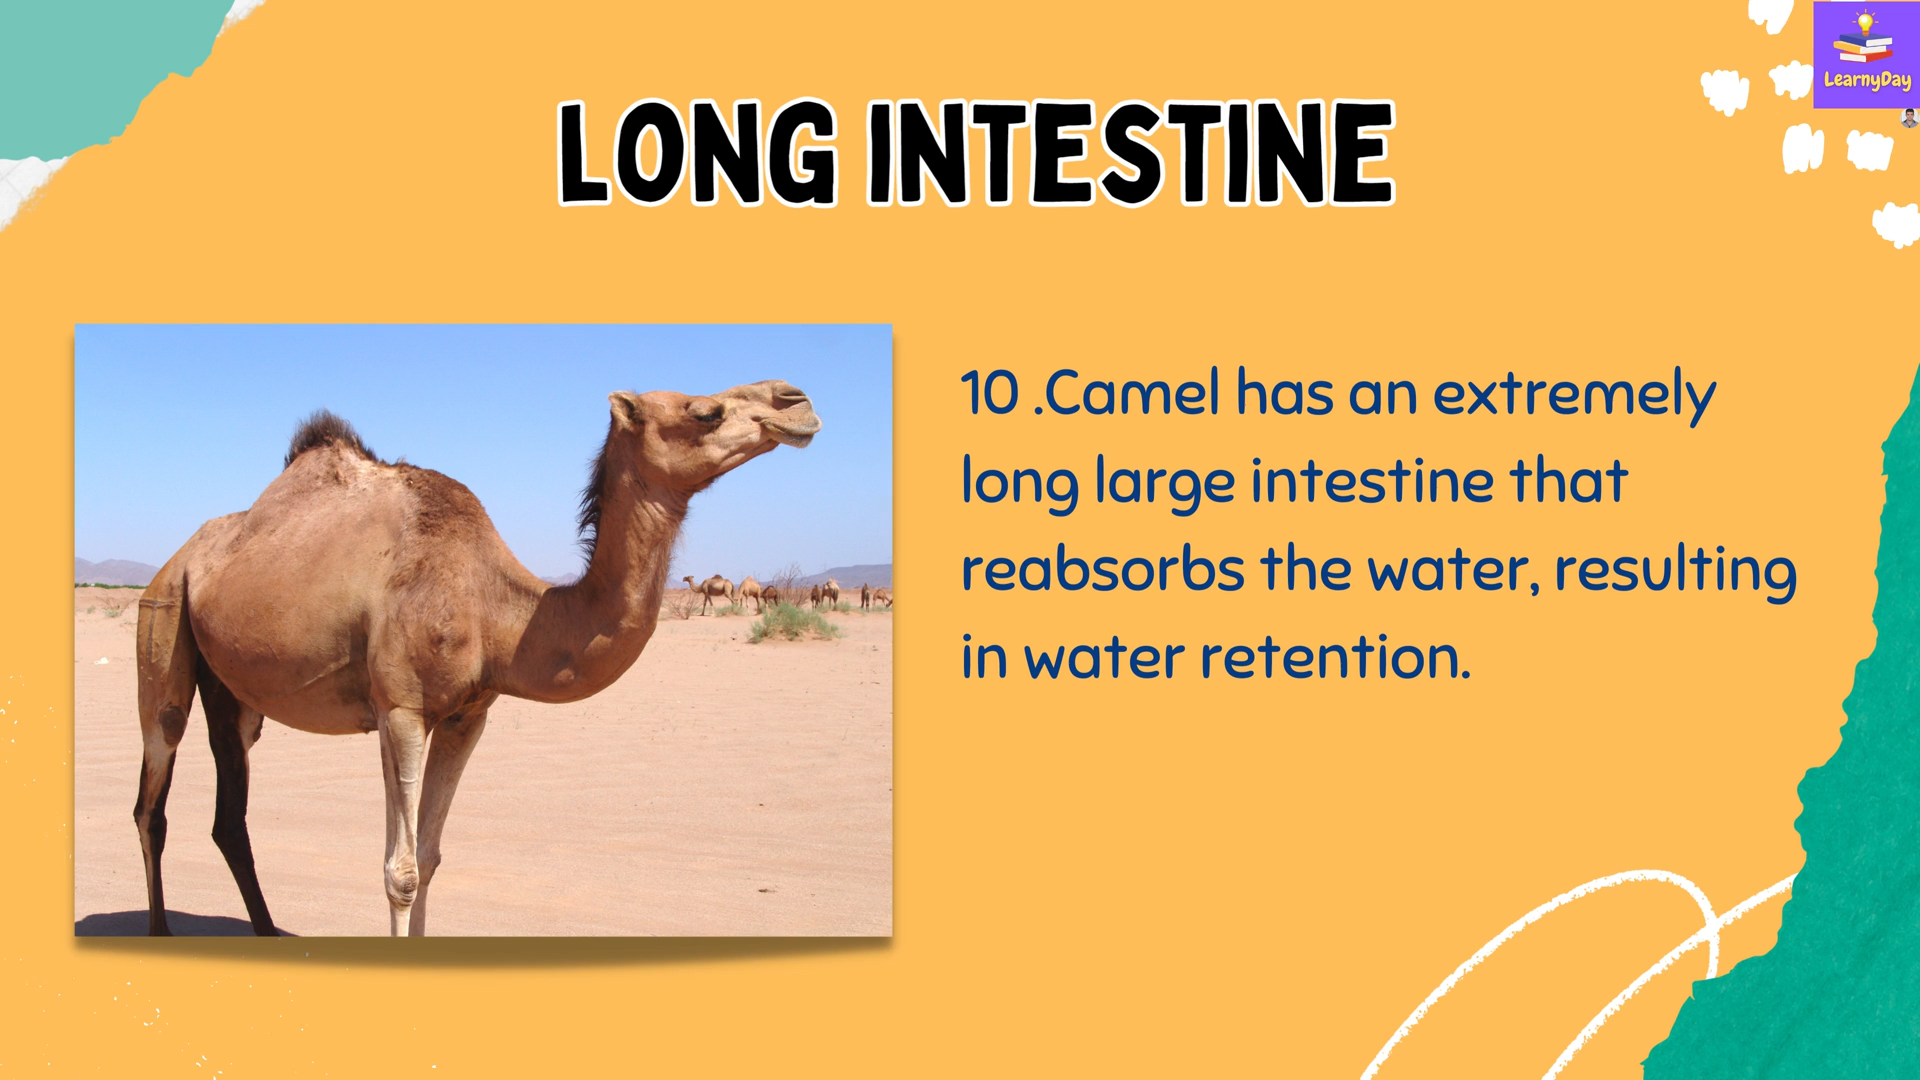 LearnyDay
LONG INTESTINE
10 .Camel has an extremely
long large intestine that
reabsorbs the water, resulting
in water retention.